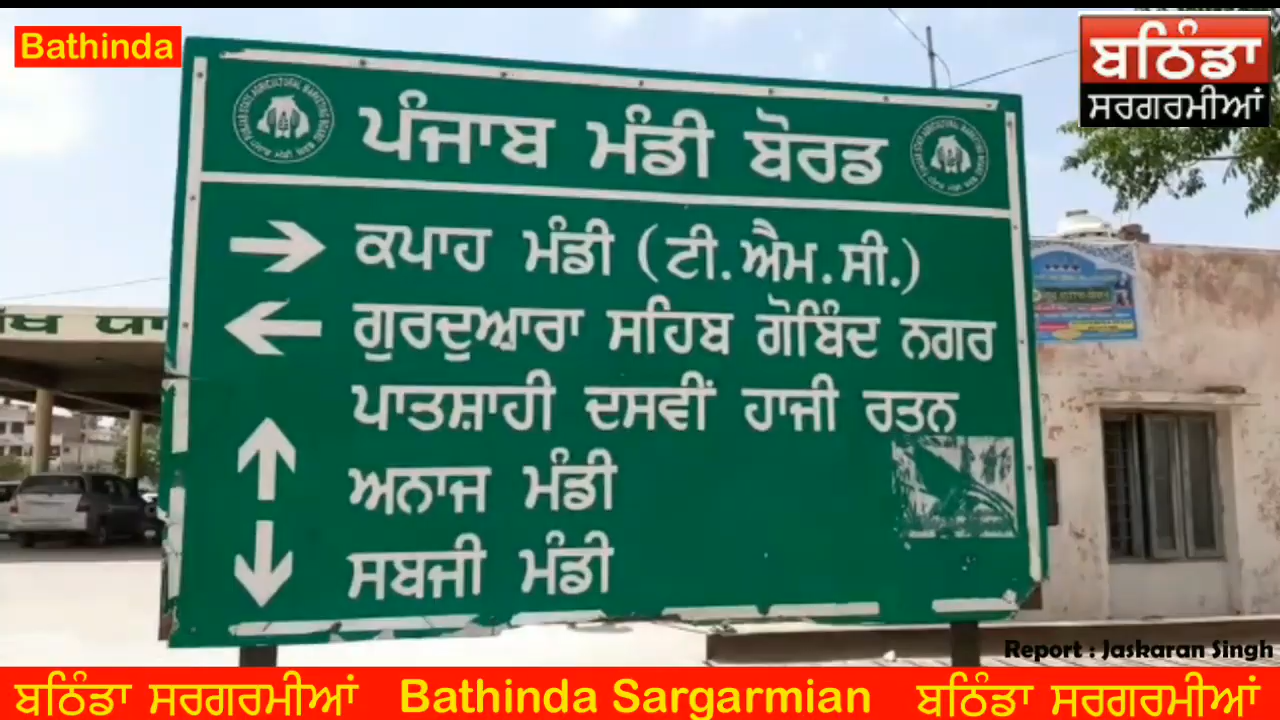 Bathinda
ਬਠਿੰਡਾ
ਸਰਗਰਮੀਆਂ
ਪੰਜਾਬ ਮੰਡੀ ਬੋਰਡ
ਕਪਾਹ ਮੰਡੀ (ਟੀ.ਐਮ.ਸੀ.)
ਗੁਰਦੁਆਰਾ ਸਹਿਬ ਗੋਬਿੰਦ ਨਗਰ
ਪਾਤਸ਼ਾਹੀ ਦਸਵੀਂ ਹਾਜੀ ਰਤਨ
ਅਨਾਜ ਮੰਡੀ
ਸਬਜੀ ਮੰਡੀ
Report : Jaskaran Singh
ਬਠਿੰਡਾ ਸਰਗਰਮੀਆਂ Bathinda Sargarmian ਬਠਿੰਡਾ ਸਰਗਰਮੀਆਂ